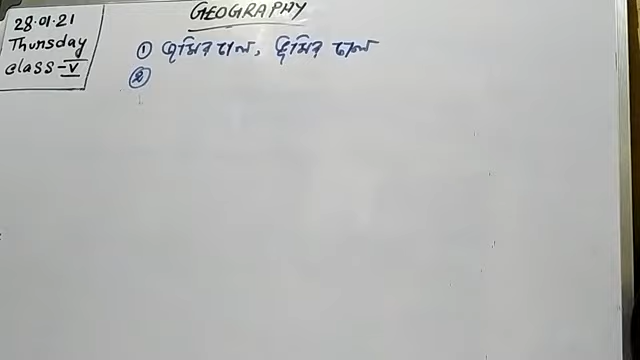 28.01.21
Thursday
Class - V
GEOGRAPHY
① ভূমির ঢাল, ভূমির ঢাল
②